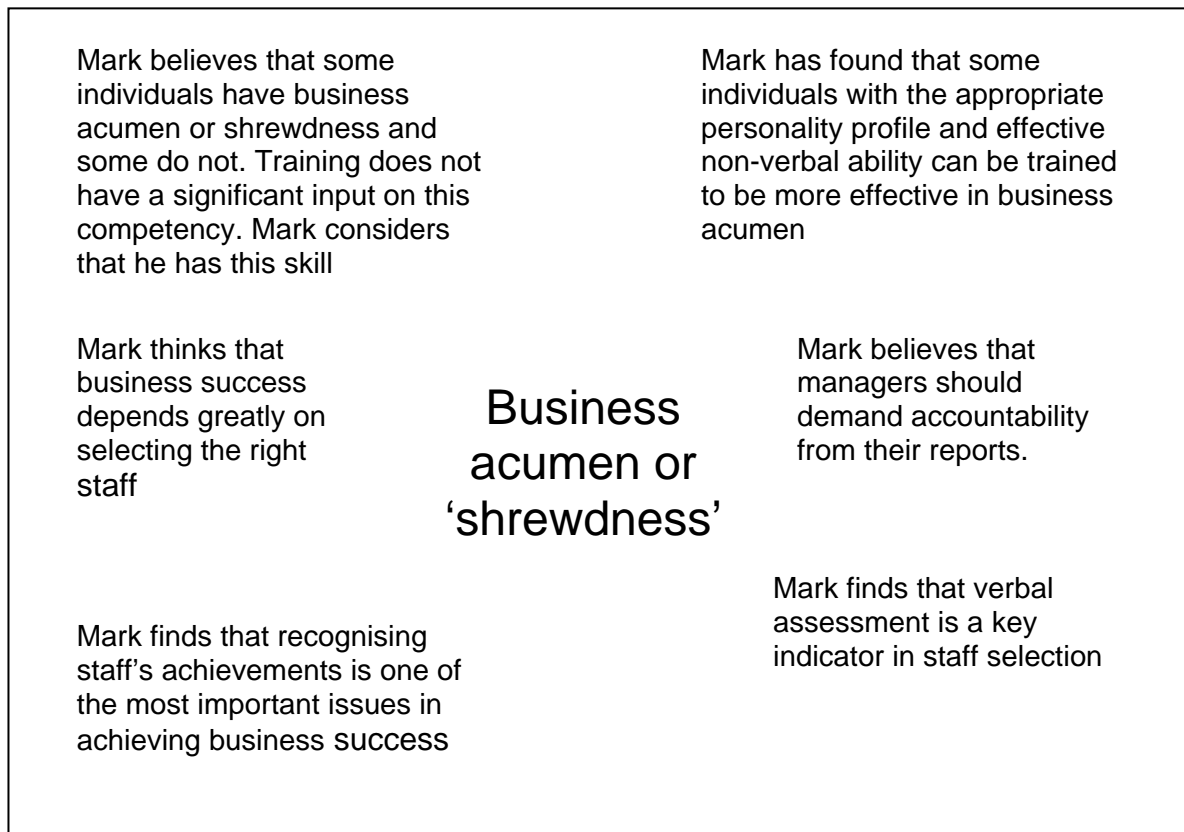 Mark believes that some
individuals have business
acumen or shrewdness and
some do not. Training does not
have a significant input on this
competency. Mark considers
that he has this skill
Mark has found that some
individuals with the appropriate
personality profile and effective
non-verbal ability can be trained
to be more effective in business
acumen
Mark thinks that
business success
depends greatly on
selecting the right
staff
Business
acumen or
‘shrewdness’
Mark believes that
managers should
demand accountability
from their reports.
Mark finds that recognising
staff’s achievements is one of
the most important issues in
achieving business success
Mark finds that verbal
assessment is a key
indicator in staff selection